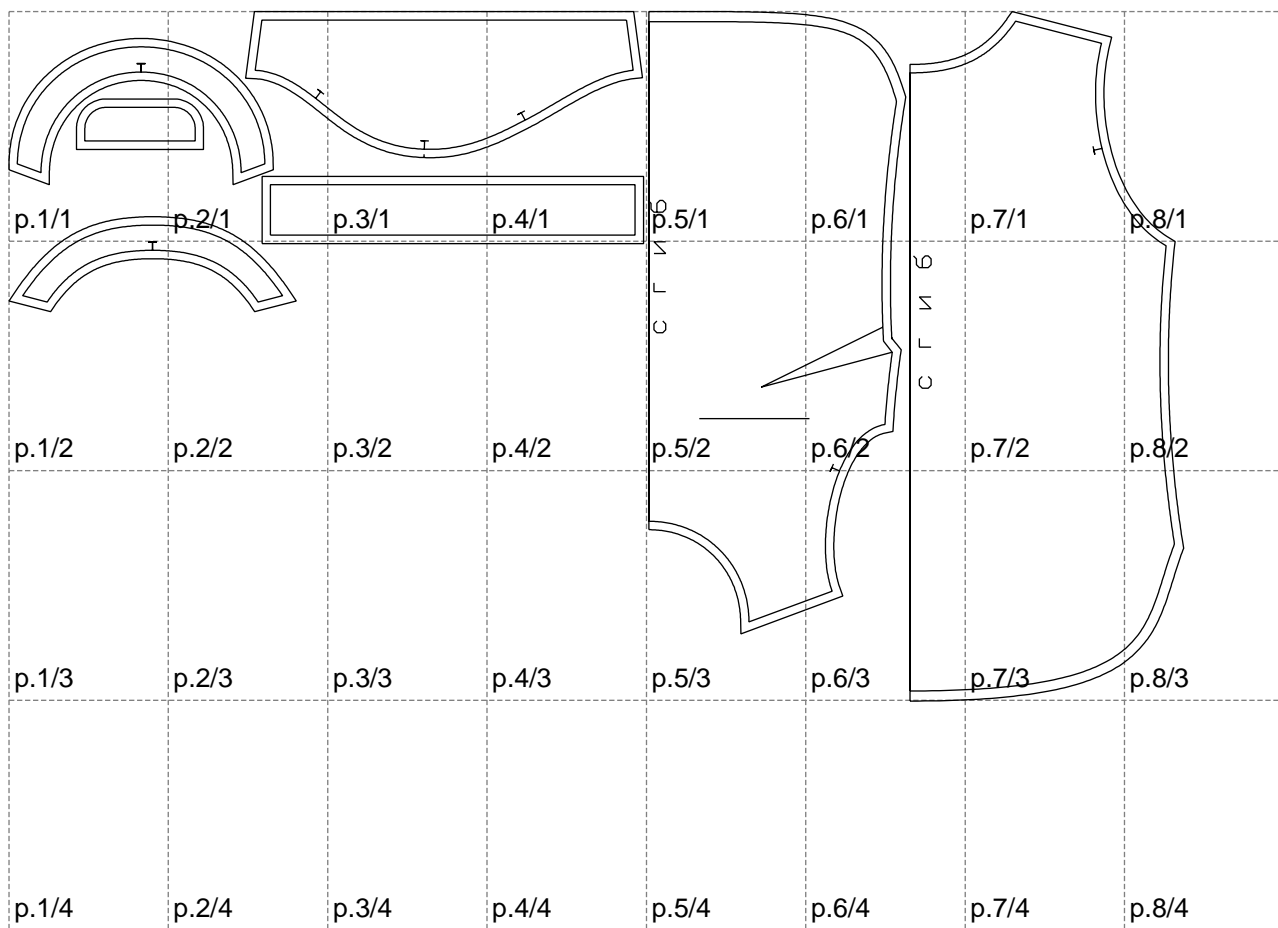 p.1/1 p.2/1 p.3/1 p.4/1 p.5/1 p.6/1 p.7/1 p.8/1
С Г И Б
С Г И Б
p.1/2 p.2/2 p.3/2 p.4/2 p.5/2 p.6/2 p.7/2 p.8/2
p.1/3 p.2/3 p.3/3 p.4/3 p.5/3 p.6/3 p.7/3 p.8/3
p.1/4 p.2/4 p.3/4 p.4/4 p.5/4 p.6/4 p.7/4 p.8/4